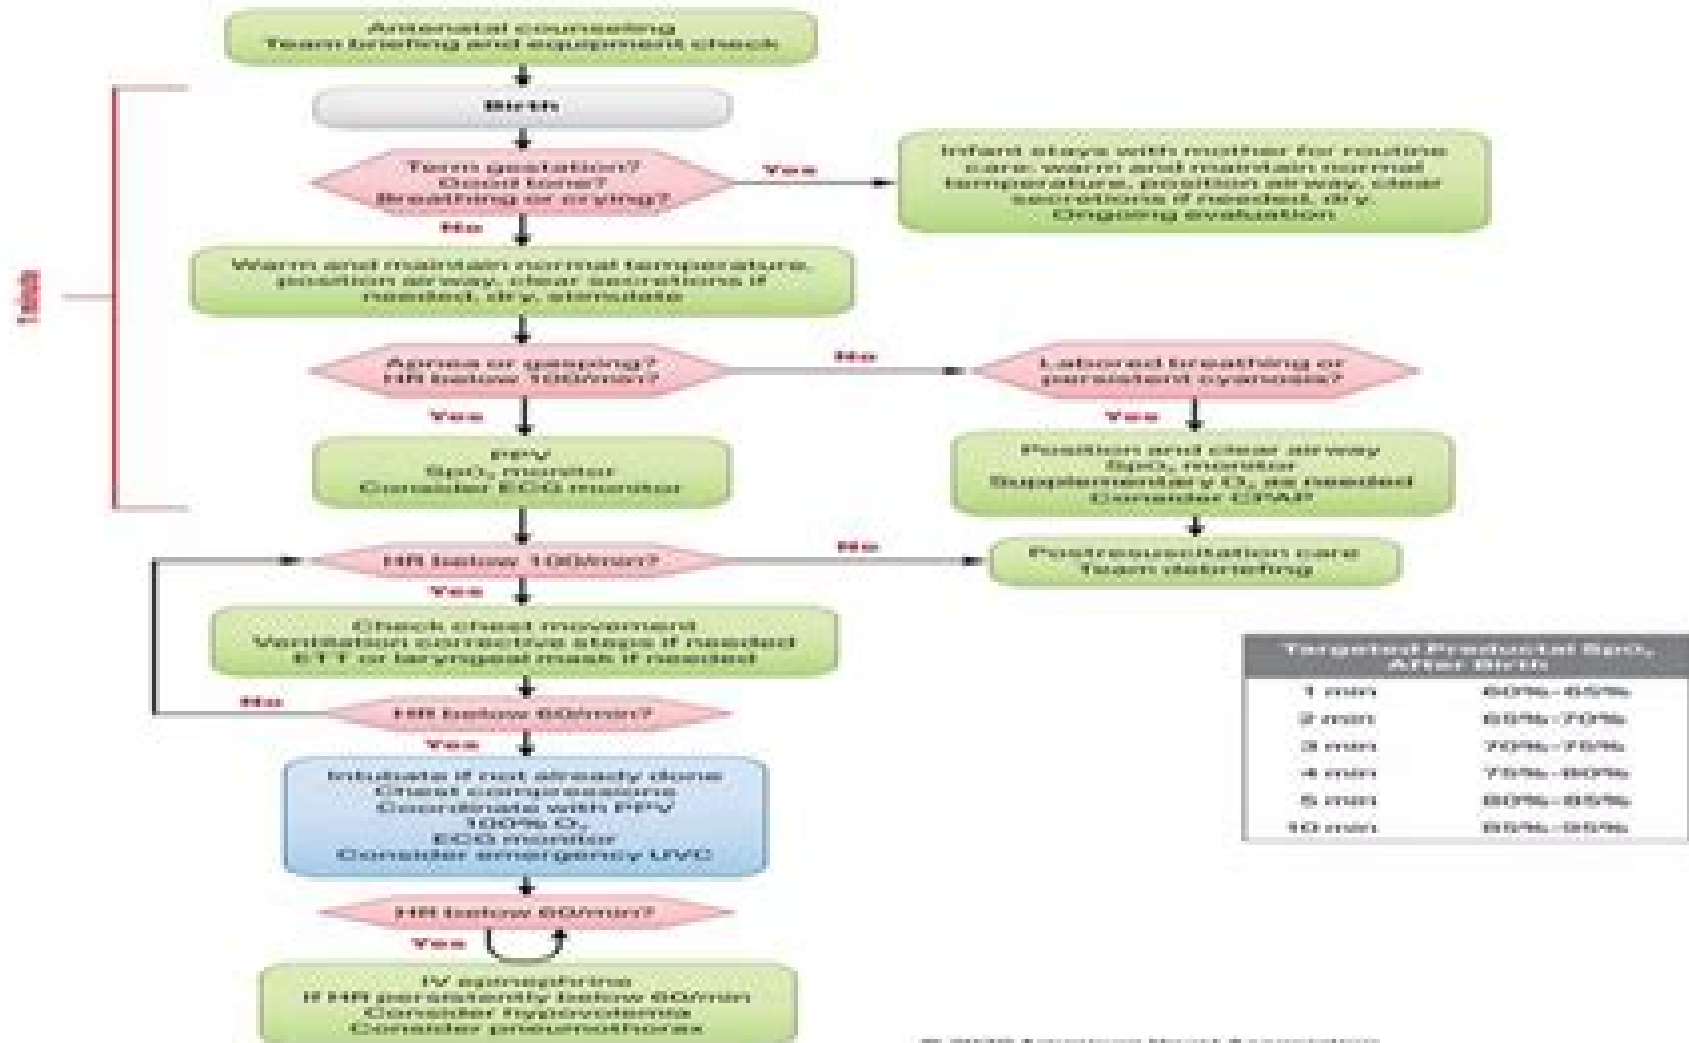 Antenatal counseling
Team briefing and equipment check
Birth
Term gestation?
Good tone?
Breathing or crying?
Yes
Infant stays with mother for routine
care: warm and maintain normal
temperature, position airway, clear
secretions if needed, dry.
Ongoing evaluation
No
Warm and maintain normal temperature,
position airway, clear secretions if
needed, dry, stimulate
1 min
Apnea or gasping?
HR below 100/min?
No
Labored breathing or
persistent cyanosis?
Yes
Yes
PPV
SpO₂ monitor
Consider ECG monitor
Position and clear airway
SpO₂ monitor
Supplementary O₂ as needed
Consider CPAP
HR below 100/min?
No
Postresuscitation care
Team debriefing
Yes
Check chest movement
Ventilation corrective steps if needed
ETT or laryngeal mask if needed
No
HR below 60/min?
Yes
Intubate if not already done
Chest compressions
Coordinate with PPV
100% O₂
ECG monitor
Consider emergency UVC
HR below 60/min?
Yes
IV epinephrine
If HR persistently below 60/min
Consider hypovolemia
Consider pneumothorax
Targeted Preductal SpO₂
After Birth
1 min 60%-65%
2 min 65%-70%
3 min 70%-75%
4 min 75%-80%
5 min 80%-85%
10 min 85%-95%
American Heart Association